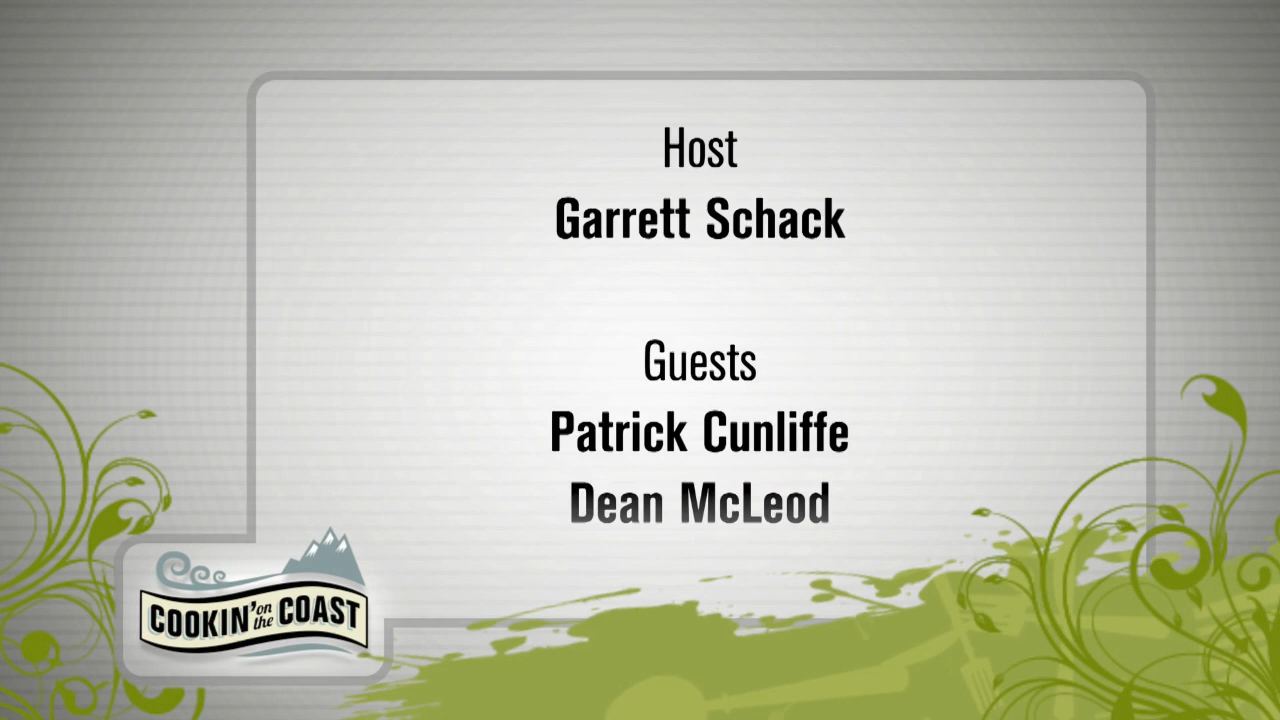 Host
Garrett Schack
Guests
Patrick Cunliffe
Dean McLeod
COOKIN' on the COAST